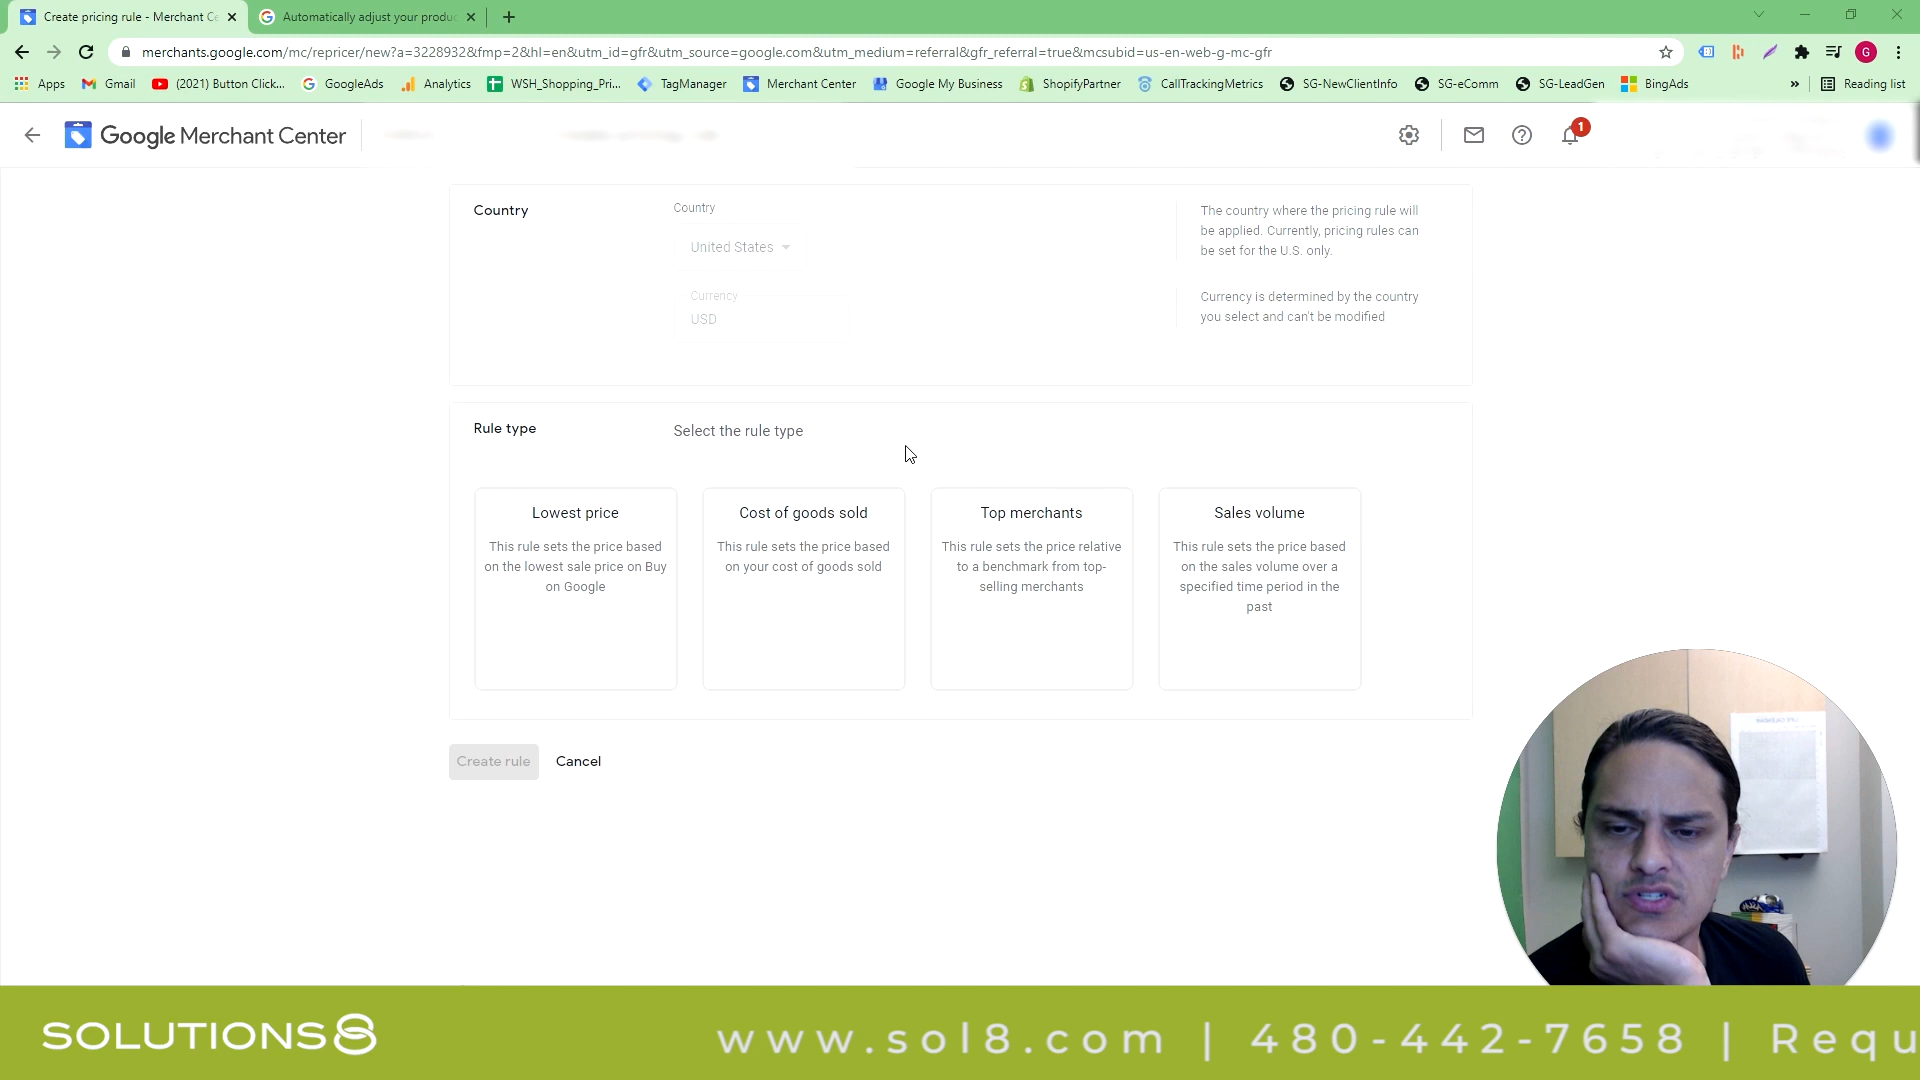 Create pricing rule - Merchant Ce
Automatically adjust your produc
merchants.google.com/mc/repricer/new?a=3228932&fmp=2&hl=en&utm_id=gfr&utm_source=google.com&utm_medium=referral&gfr_referral=true&mcsubid=us-en-web-g-mc-gfr
G
Apps Gmail (2021) Button Click... GoogleAds Analytics WSH_Shopping_Pri... TagManager Merchant Center Google My Business ShopifyPartner CallTrackingMetrics SG-NewClientInfo SG-eComm SG-LeadGen BingAds » Reading list
Google Merchant Center
1
Country
Country
United States
Currency
USD
The country where the pricing rule will
be applied. Currently, pricing rules can
be set for the U.S. only.
Currency is determined by the country
you select and can't be modified
Rule type
Select the rule type
Lowest price
This rule sets the price based
on the lowest sale price on Buy
on Google
Cost of goods sold
This rule sets the price based
on your cost of goods sold
Top merchants
This rule sets the price relative
to a benchmark from top-
selling merchants
Sales volume
This rule sets the price based
on the sales volume over a
specified time period in the
past
Create rule
Cancel
SOLUTIONS8
www.sol8.com | 480-442-7658 | Requ